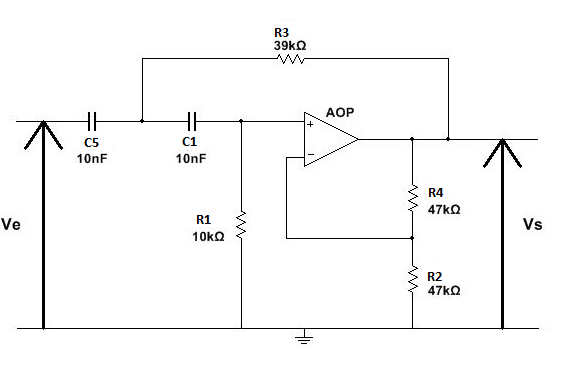 R3
39kΩ
AOP
+
-
C5
10nF
C1
10nF
R4
47kΩ
Ve
R1
10kΩ
Vs
R2
47kΩ